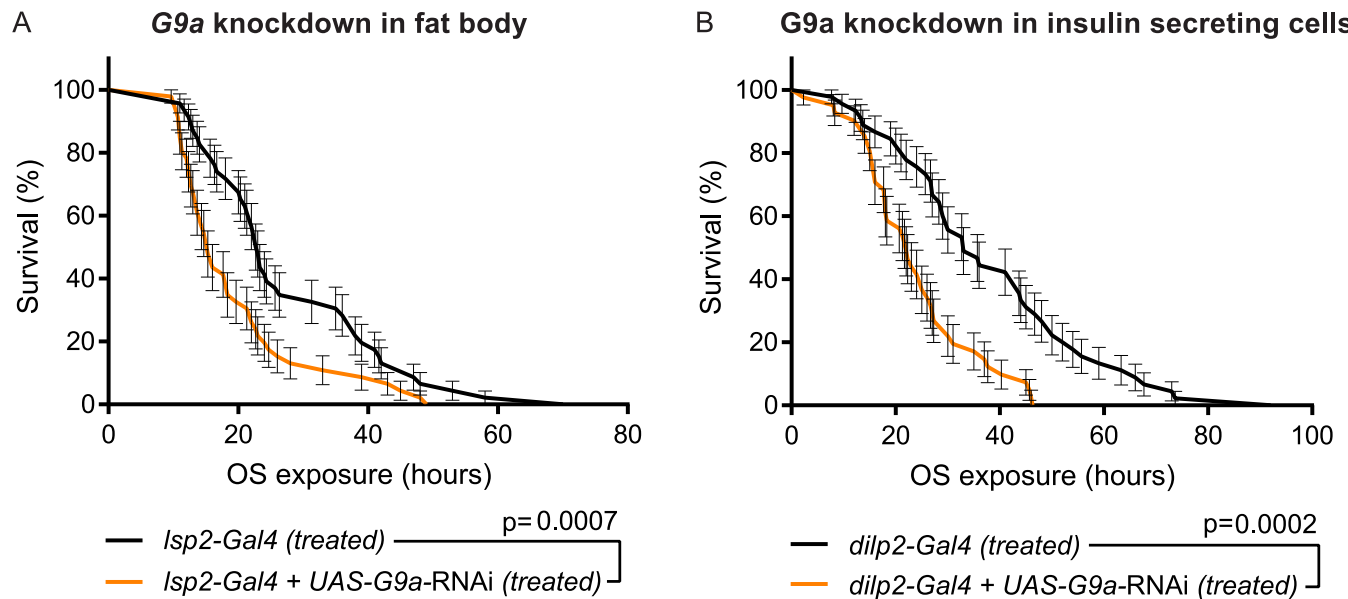 A
G9a knockdown in fat body
Survival (%)
100
80
60
40
20
0
0 20 40 60 80
OS exposure (hours)
p=0.0007
lsp2-Gal4 (treated)
lsp2-Gal4 + UAS-G9a-RNAi (treated)
B
G9a knockdown in insulin secreting cells
Survival (%)
100
80
60
40
20
0
0 20 40 60 80 100
OS exposure (hours)
p=0.0002
dilp2-Gal4 (treated)
dilp2-Gal4 + UAS-G9a-RNAi (treated)